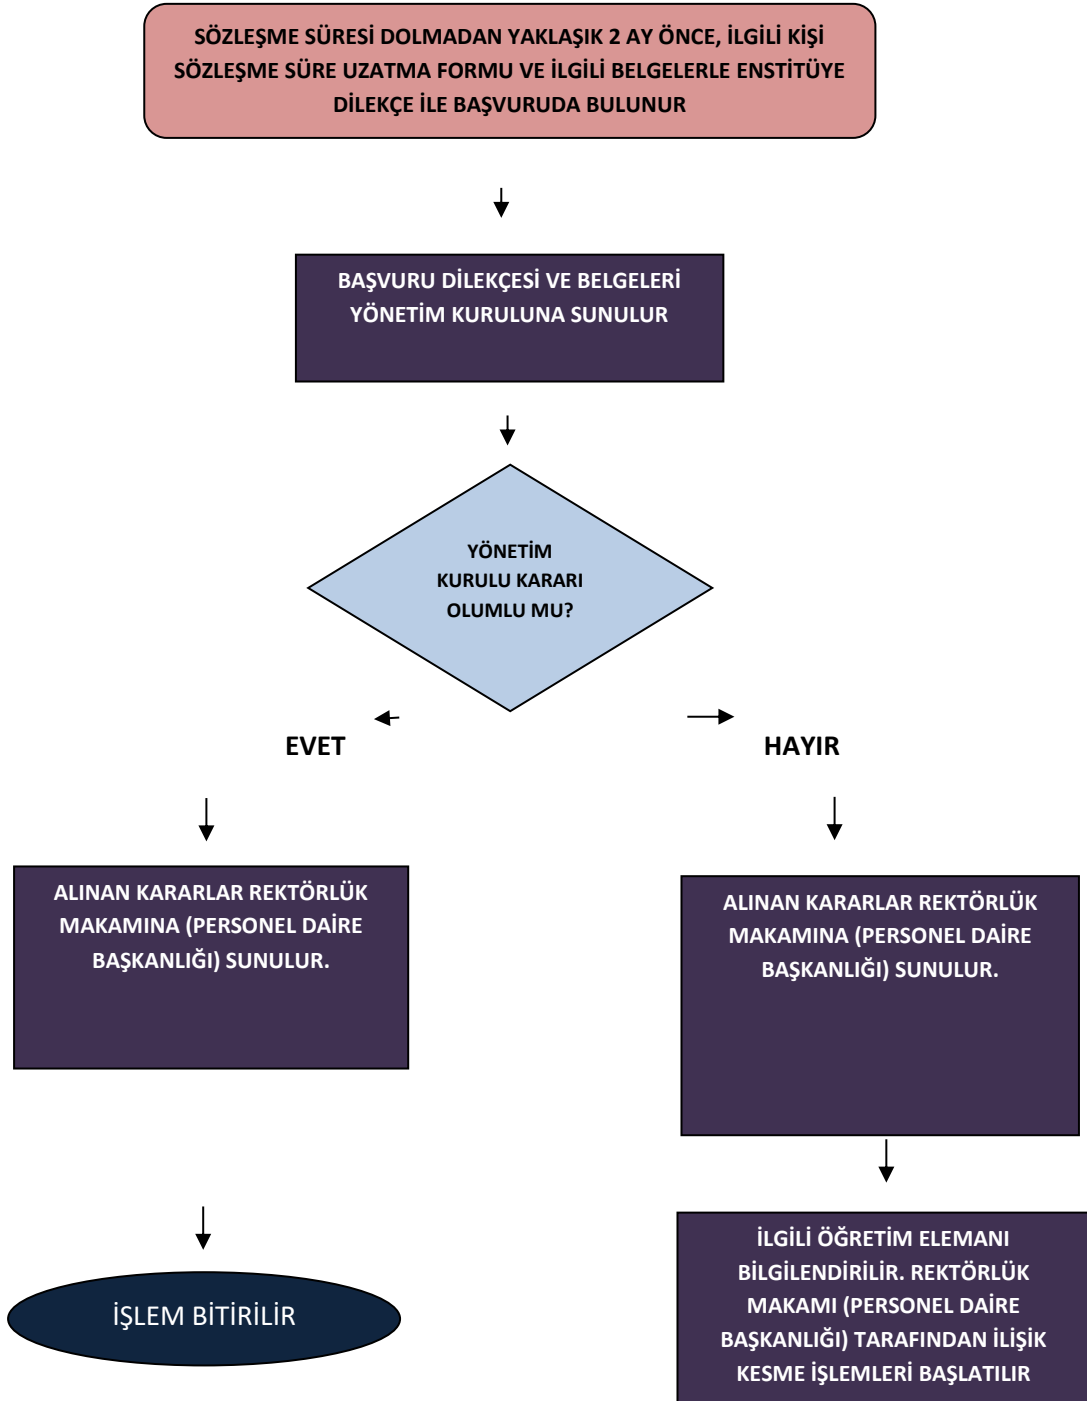 SÖZLEŞME SÜRESİ DOLMADAN YAKLAŞIK 2 AY ÖNCE, İLGİLİ KİŞİ
SÖZLEŞME SÜRE UZATMA FORMU VE İLGİLİ BELGELERLE ENSTİTÜYE
DİLEKÇE İLE BAŞVURUDA BULUNUR
BAŞVURU DİLEKÇESİ VE BELGELERİ
YÖNETİM KURULUNA SUNULUR
YÖNETİM
KURULU KARARI
OLUMLU MU?
EVET
HAYIR
ALINAN KARARLAR REKTÖRLÜK
MAKAMINA (PERSONEL DAİRE
BAŞKANLIĞI) SUNULUR.
ALINAN KARARLAR REKTÖRLÜK
MAKAMINA (PERSONEL DAİRE
BAŞKANLIĞI) SUNULUR.
İŞLEM BİTİRİLİR
İLGİLİ ÖĞRETİM ELEMANI
BİLGİLENDİRİLİR. REKTÖRLÜK
MAKAMI (PERSONEL DAİRE
BAŞKANLIĞI) TARAFINDAN İLİŞİK
KESME İŞLEMLERİ BAŞLATILIR